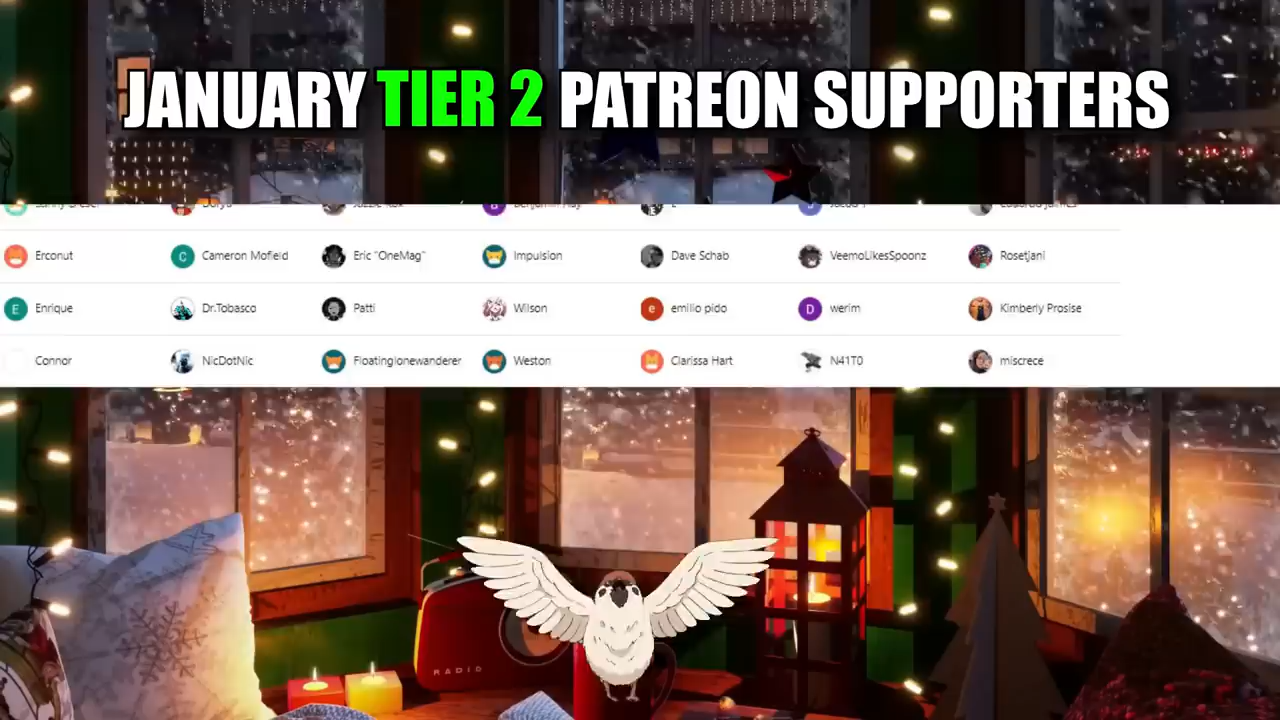 JANUARY TIER 2 PATREON SUPPORTERS
Erconut Cameron Mofield Eric "OneMag" Impulsion Dave Schab VeemoLikesSpoonz Rosetjani
E Enrique Dr.Tobasco Patti Wilson e emilio pido D werim Kimberly Prosise
Connor NicDotNic Floatingionewanderer Weston Clarissa Hart N41T0 miscrece
RADIO